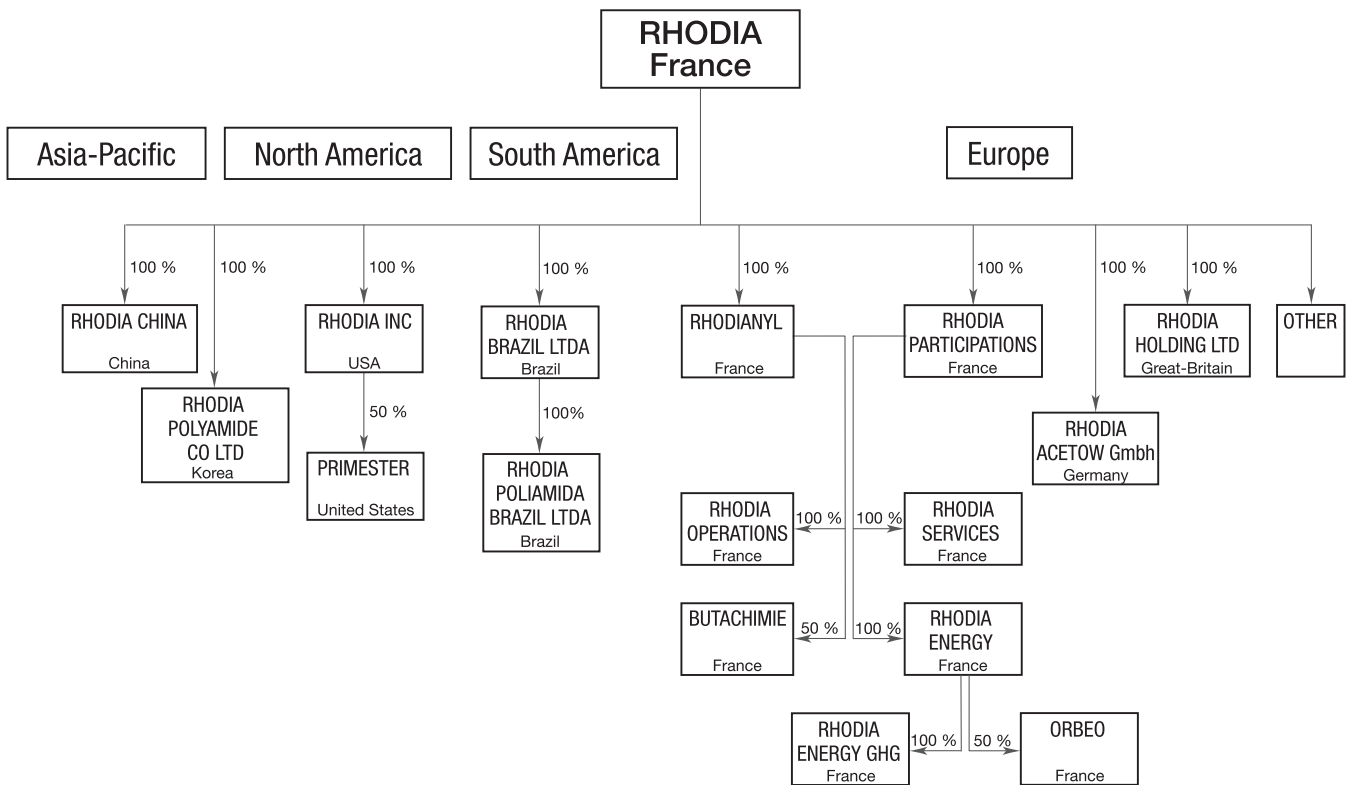 RHODIA
France
Asia-Pacific
North America
South America
Europe
100 %
100 %
100 %
100 %
100 %
100 %
100 %
100 %
RHODIA CHINA
China
RHODIA
POLYAMIDE
CO LTD
Korea
RHODIA INC
USA
50 %
PRIMESTER
United States
RHODIA
BRAZIL LTDA
Brazil
100%
RHODIA
POLIAMIDA
BRAZIL LTDA
Brazil
RHODIANYL
France
RHODIA
PARTICIPATIONS
France
RHODIA
ACETOW Gmbh
Germany
RHODIA
HOLDING LTD
Great-Britain
OTHER
RHODIA
OPERATIONS
France
100 %
100 %
RHODIA
SERVICES
France
BUTACHIMIE
France
50 %
100 %
RHODIA
ENERGY
France
RHODIA
ENERGY GHG
France
100 %
50 %
ORBEO
France